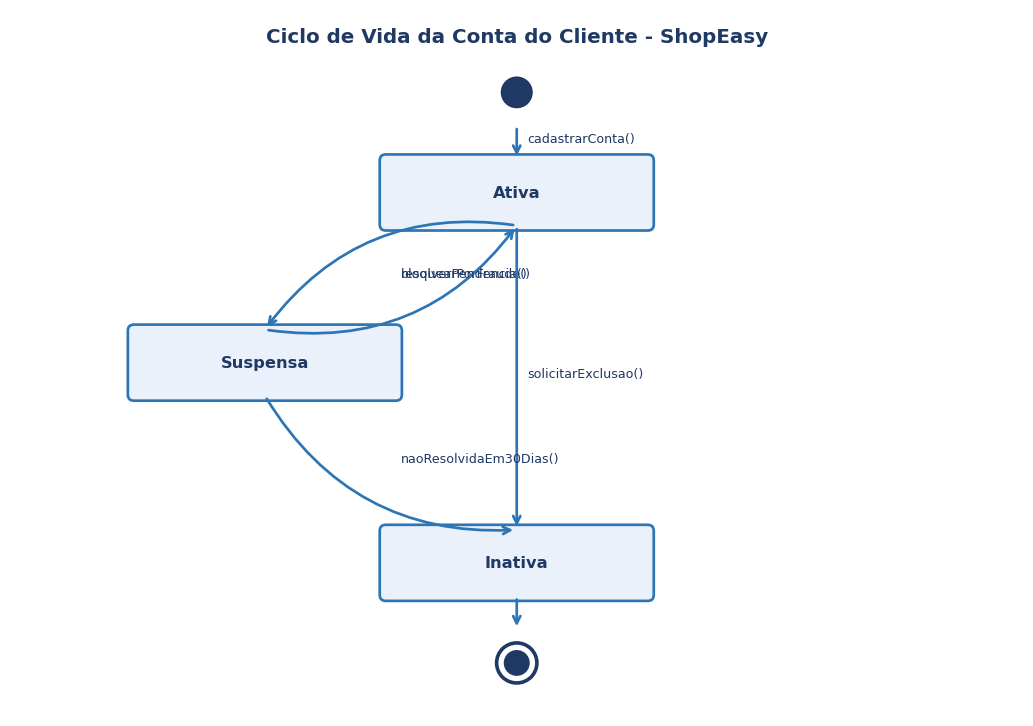 Ciclo de Vida da Conta do Cliente - ShopEasy
cadastrarConta()
Ativa
Suspensa
solicitarExclusao()
naoResolvidaEm30Dias()
Inativa